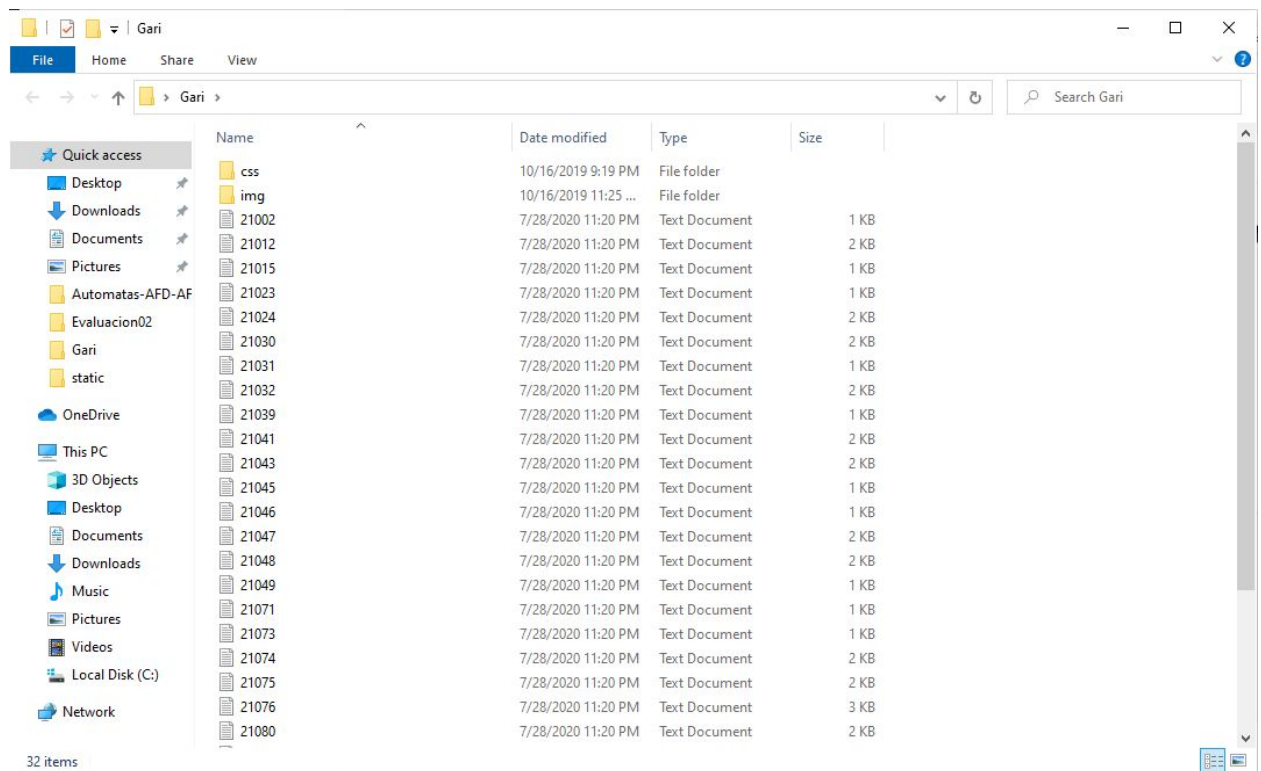 Gari
File Home Share View
Gari Search Gari
Name Date modified Type Size
Quick access
Desktop
Downloads
Documents
Pictures
Automatas-AFD-AF
Evaluacion02
Gari
static
OneDrive
This PC
3D Objects
Desktop
Documents
Downloads
Music
Pictures
Videos
Local Disk (C:)
Network
css 10/16/2019 9:19 PM File folder
img 10/16/2019 11:25 ... File folder
21002 7/28/2020 11:20 PM Text Document 1 KB
21012 7/28/2020 11:20 PM Text Document 2 KB
21015 7/28/2020 11:20 PM Text Document 1 KB
21023 7/28/2020 11:20 PM Text Document 1 KB
21024 7/28/2020 11:20 PM Text Document 2 KB
21030 7/28/2020 11:20 PM Text Document 2 KB
21031 7/28/2020 11:20 PM Text Document 1 KB
21032 7/28/2020 11:20 PM Text Document 2 KB
21039 7/28/2020 11:20 PM Text Document 1 KB
21041 7/28/2020 11:20 PM Text Document 2 KB
21043 7/28/2020 11:20 PM Text Document 2 KB
21045 7/28/2020 11:20 PM Text Document 1 KB
21046 7/28/2020 11:20 PM Text Document 1 KB
21047 7/28/2020 11:20 PM Text Document 2 KB
21048 7/28/2020 11:20 PM Text Document 2 KB
21049 7/28/2020 11:20 PM Text Document 1 KB
21071 7/28/2020 11:20 PM Text Document 1 KB
21073 7/28/2020 11:20 PM Text Document 1 KB
21074 7/28/2020 11:20 PM Text Document 2 KB
21075 7/28/2020 11:20 PM Text Document 2 KB
21076 7/28/2020 11:20 PM Text Document 3 KB
21080 7/28/2020 11:20 PM Text Document 2 KB
32 items